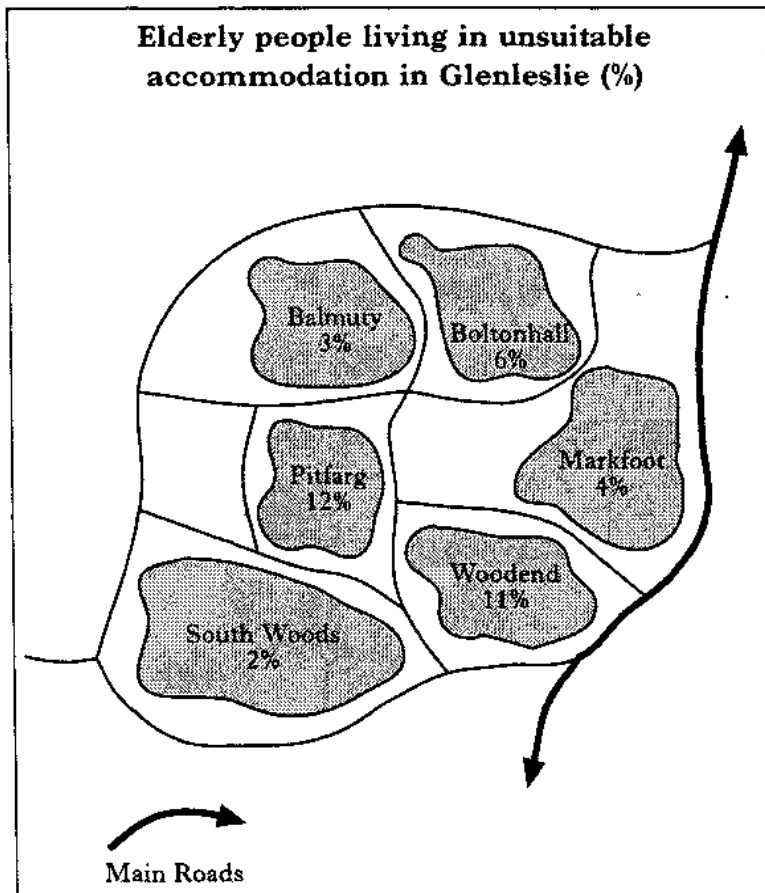 Elderly people living in unsuitable
accommodation in Glenleslie (%)
Balmuty
3%
Boltonhall
6%
Pitfarg
12%
Markfoot
4%
Woodend
11%
South Woods
2%
Main Roads